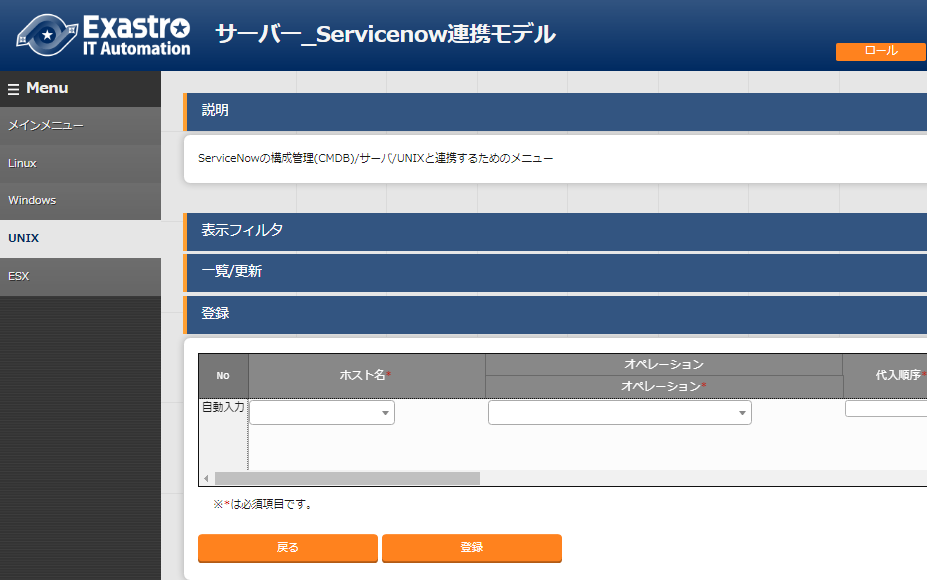 Exastro
IT Automation
サーバー_Servicenow連携モデル
ロール
Menu
メインメニュー
Linux
Windows
UNIX
ESX
説明
ServiceNowの構成管理(CMDB)/サーバ/UNIXと連携するためのメニュー
表示フィルタ
一覧/更新
登録
No
ホスト名*
オペレーション
オペレーション*
代入順序*
自動入力
※*は必須項目です。
戻る
登録